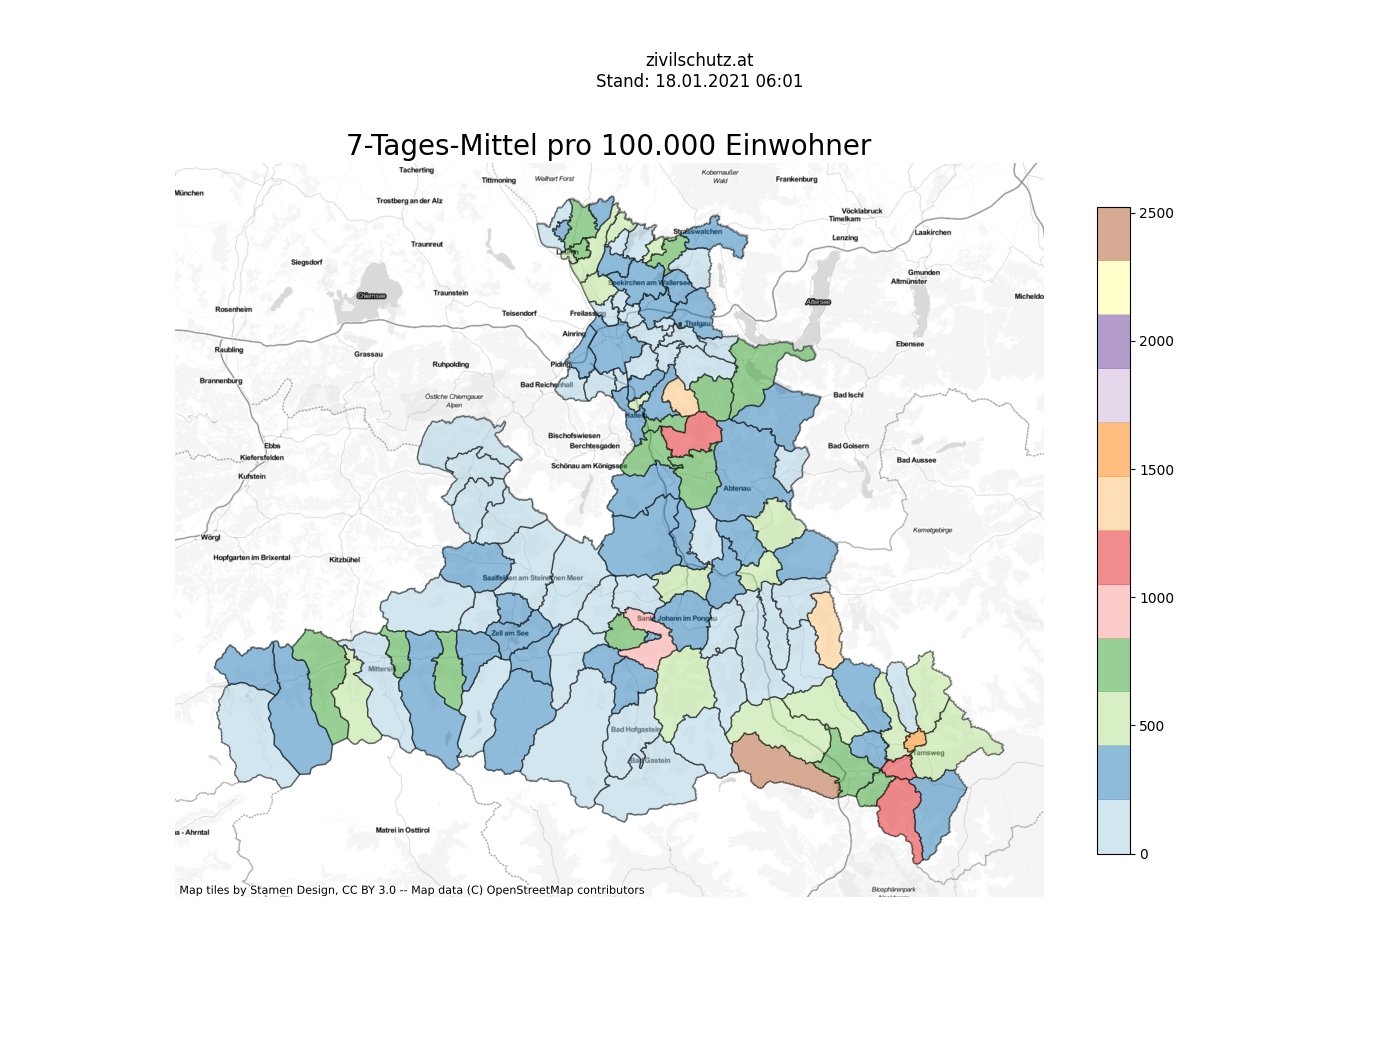 zivilschutz.at
Stand: 18.01.2021 06:01
7-Tages-Mittel pro 100.000 Einwohner
Tacherting
Tittmoning
Weilhart Forst
Kobernaußer
Wald
Frankenburg
München
Trostberg an der Alz
Vöcklabruck
Timelkam
Strasswalchen
Laakirchen
Lenzing
Traunreut
Siegsdorf
Gmunden
Altmünster
Seekirchen am Wallersee
Chiemsee
Traunstein
Attersee
Micheldo
Rosenheim
Teisendorf
Freilassing
Thalgau
Ainring
Ebensee
Raubling
Grassau
Ruhpolding
Piding
Brannenburg
Bad Reichenhall
Östliche Chiemgauer
Alpen
Bad Ischl
Hallein
Bischofswiesen
Ebbs
Berchtesgaden
Bad Goisern
Kiefersfelden
Schönau am Königssee
Bad Aussee
Kufstein
Abtenau
Wörgl
Kemetgebirge
Hopfgarten im Brixental
Kitzbühel
Saalfelden am Steinernen Meer
Sankt Johann im Pongau
Zell am See
Mittersill
Bad Hofgastein
Tamsweg
Bad Gastein
Matrei in Osttirol
na - Ahrntal
Biosphärenpark
Map tiles by Stamen Design, CC BY 3.0 -- Map data (C) OpenStreetMap contributors
2500
2000
1500
1000
500
0